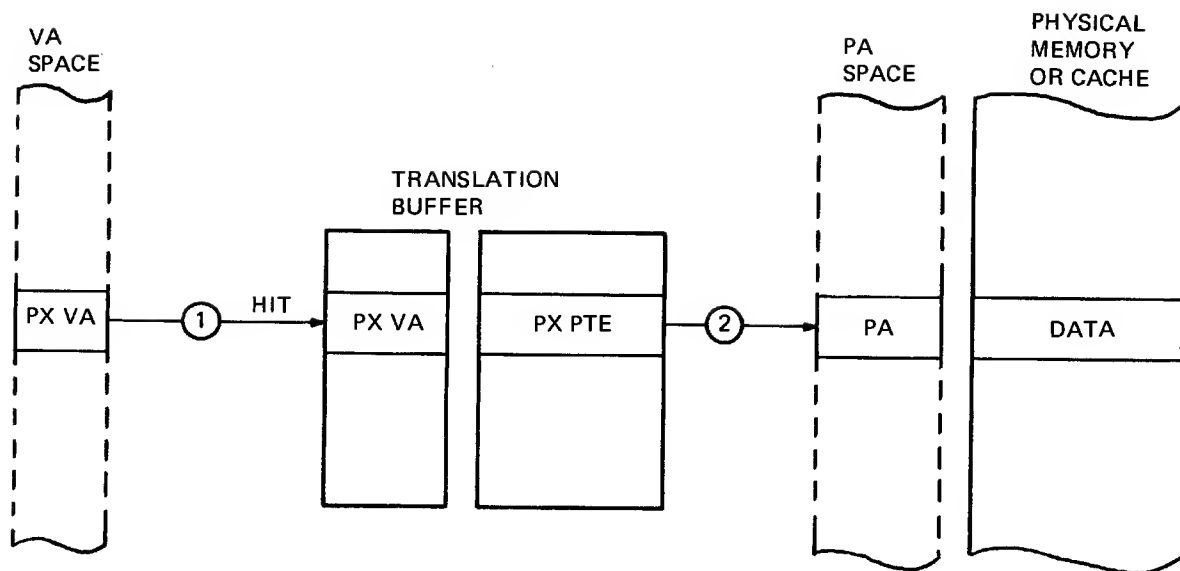 VA
SPACE
TRANSLATION
BUFFER
PA
SPACE
PHYSICAL
MEMORY
OR CACHE
PX VA
1
HIT
PX VA
PX PTE
2
PA
DATA